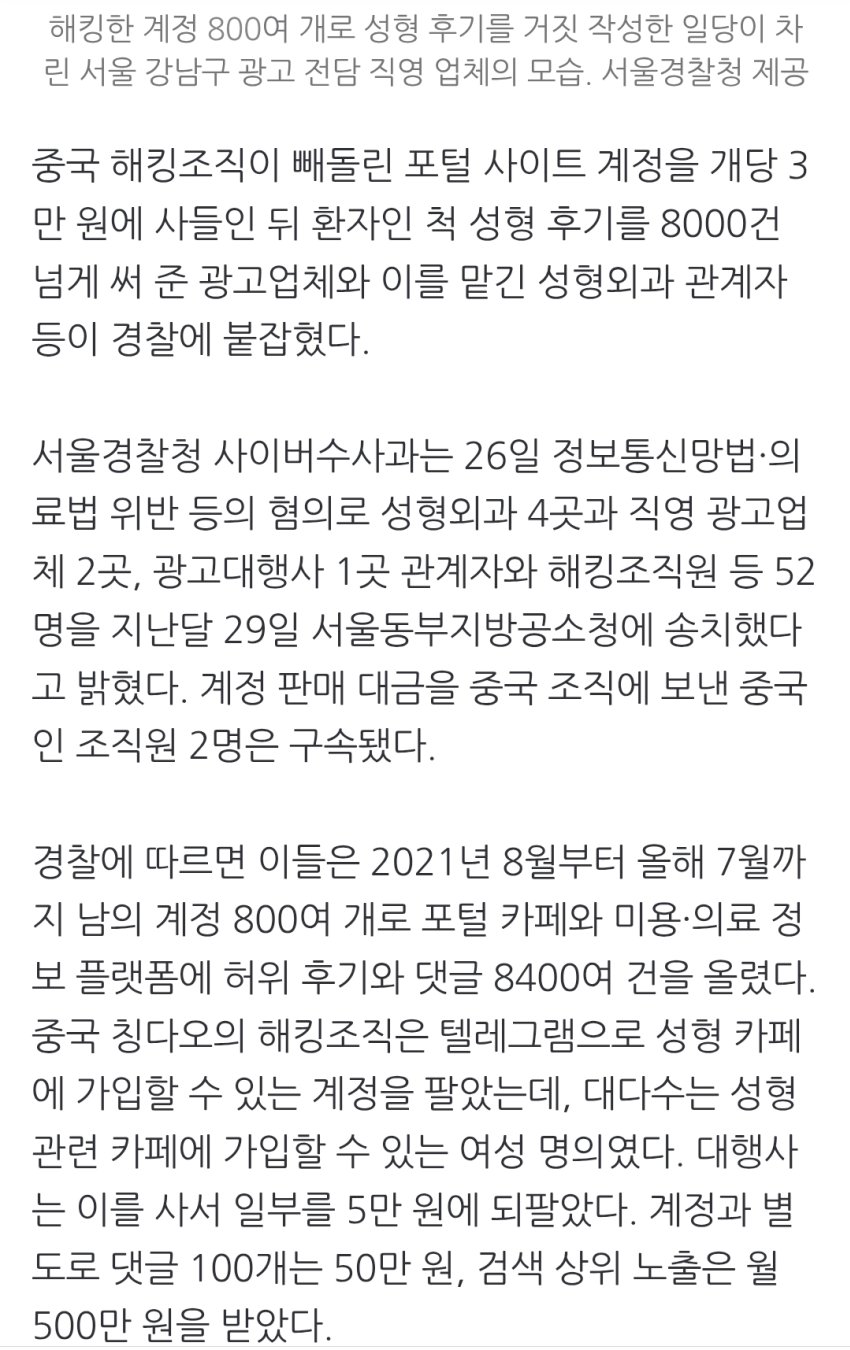 해킹한 계정 800여 개로 성형 후기를 거짓 작성한 일당이 차
린 서울 강남구 광고 전담 직영 업체의 모습. 서울경찰청 제공
중국 해킹조직이 빼돌린 포털 사이트 계정을 개당 3
만 원에 사들인 뒤 환자인 척 성형 후기를 8000건
넘게 써 준 광고업체와 이를 맡긴 성형외과 관계자
등이 경찰에 붙잡혔다.
서울경찰청 사이버수사과는 26일 정보통신망법·의
료법 위반 등의 혐의로 성형외과 4곳과 직영 광고업
체 2곳, 광고대행사 1곳 관계자와 해킹조직원 등 52
명을 지난달 29일 서울동부지방공소청에 송치했다
고 밝혔다. 계정 판매 대금을 중국 조직에 보낸 중국
인 조직원 2명은 구속됐다.
경찰에 따르면 이들은 2021년 8월부터 올해 7월까
지 남의 계정 800여 개로 포털 카페와 미용·의료 정
보 플랫폼에 허위 후기와 댓글 8400여 건을 올렸다.
중국 칭다오의 해킹조직은 텔레그램으로 성형 카페
에 가입할 수 있는 계정을 팔았는데, 대다수는 성형
관련 카페에 가입할 수 있는 여성 명의였다. 대행사
는 이를 사서 일부를 5만 원에 되팔았다. 계정과 별
도로 댓글 100개는 50만 원, 검색 상위 노출은 월
500만 원을 받았다.